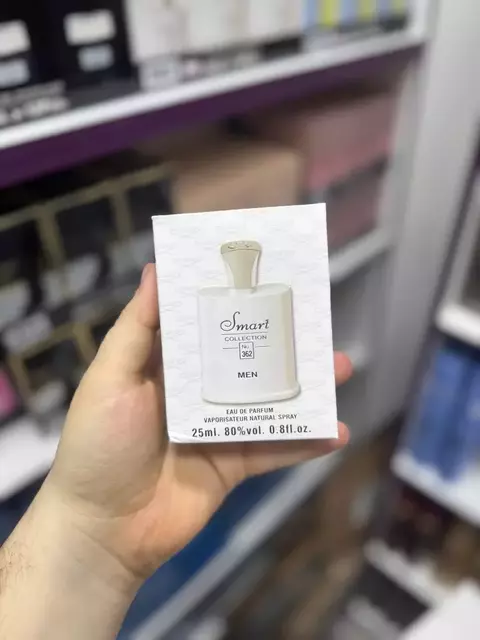 Smart
COLLECTION
No.
362
MEN
EAU DE PARFUM
VAPORISATEUR NATURAL SPRAY
25ml. 80%vol. 0.8fl.oz.